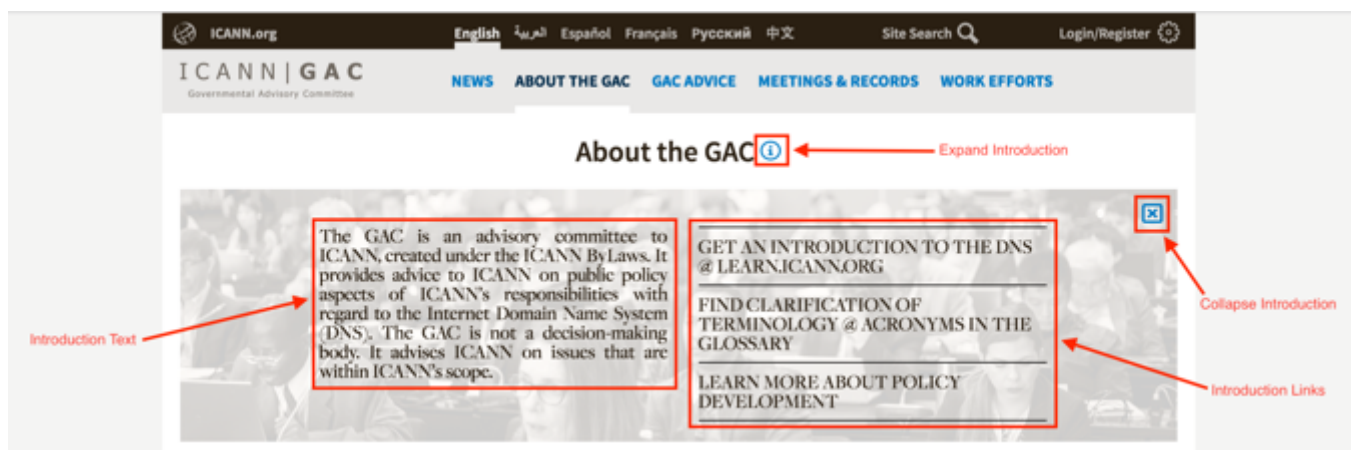 ICANN.org English العربية Español Français Русский 中文 Site Search Login/Register
ICANN|GAC
Governmental Advisory Committee
NEWS ABOUT THE GAC GAC ADVICE MEETINGS & RECORDS WORK EFFORTS
About the GAC
Expand Introduction
The GAC is an advisory committee to
ICANN, created under the ICANN ByLaws. It
provides advice to ICANN on public policy
aspects of ICANN's responsibilities with
regard to the Internet Domain Name System
(DNS). The GAC is not a decision-making
body. It advises ICANN on issues that are
within ICANN's scope.
GET AN INTRODUCTION TO THE DNS
@ LEARN.ICANN.ORG
FIND CLARIFICATION OF
TERMINOLOGY @ ACRONYMS IN THE
GLOSSARY
LEARN MORE ABOUT POLICY
DEVELOPMENT
Collapse Introduction
Introduction Text
Introduction Links